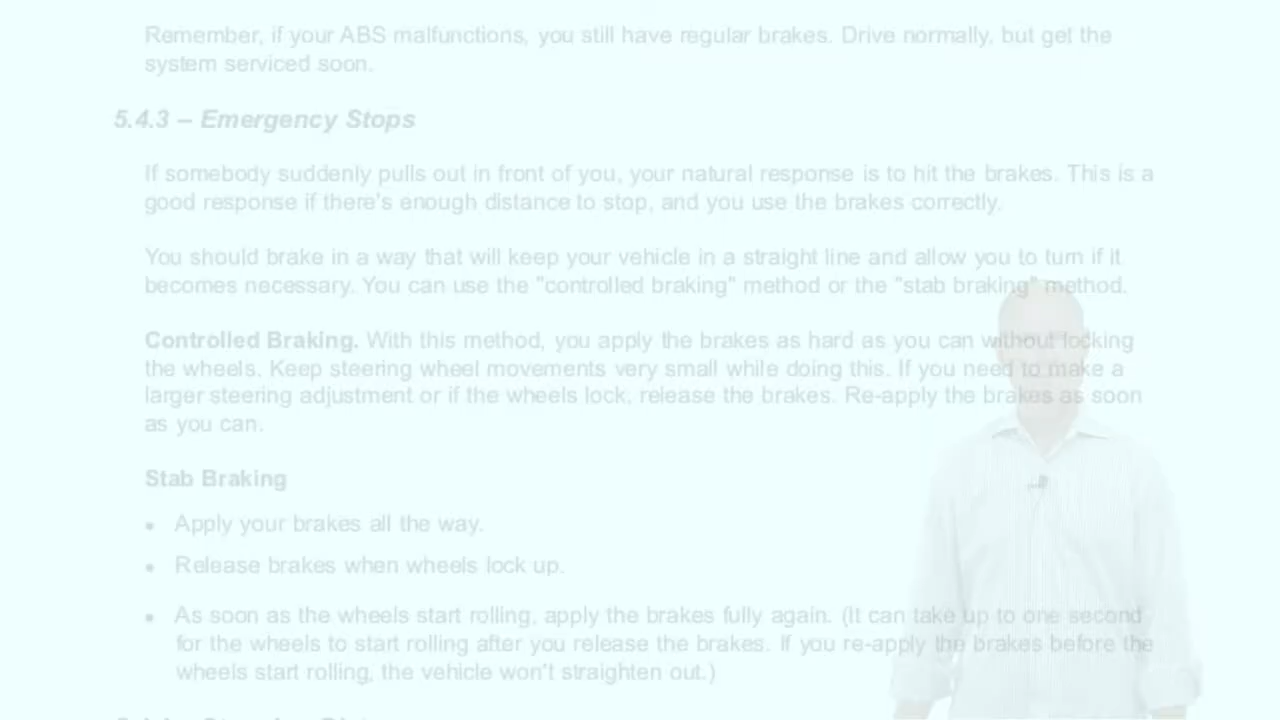 Remember, if your ABS malfunctions, you still have regular brakes. Drive normally, but get the
system serviced soon.
5.4.3 – Emergency Stops
If somebody suddenly pulls out in front of you, your natural response is to hit the brakes. This is a
good response if there's enough distance to stop, and you use the brakes correctly.
You should brake in a way that will keep your vehicle in a straight line and allow you to turn if it
becomes necessary. You can use the "controlled braking" method or the "stab braking" method.
Controlled Braking. With this method, you apply the brakes as hard as you can without locking
the wheels. Keep steering wheel movements very small while doing this. If you need to make a
larger steering adjustment or if the wheels lock, release the brakes. Re-apply the brakes as soon
as you can.
Stab Braking
• Apply your brakes all the way.
• Release brakes when wheels lock up.
• As soon as the wheels start rolling, apply the brakes fully again. (It can take up to one second
for the wheels to start rolling after you release the brakes. If you re-apply the brakes before the
wheels start rolling, the vehicle won't straighten out.)